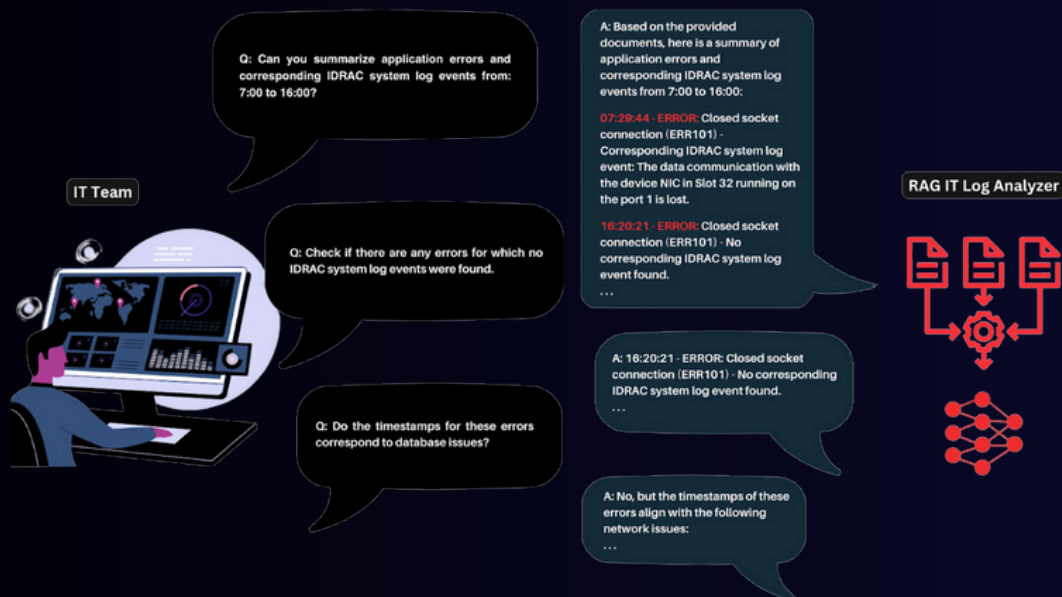 Q: Can you summarize application errors and
corresponding IDRAC system log events from:
7:00 to 16:00?
A: Based on the provided
documents, here is a summary of
application errors and
corresponding IDRAC system log
events from 7:00 to 16:00:
07:29:44 - ERROR: Closed socket
connection (ERR101) -
Corresponding IDRAC system log
event: The data communication with
the device NIC in Slot 32 running on
the port 1 is lost.
16:20:21 - ERROR: Closed socket
connection (ERR101) - No
corresponding IDRAC system log
event found.
...
IT Team
RAG IT Log Analyzer
Q: Check if there are any errors for which no
IDRAC system log events were found.
A: 16:20:21 - ERROR: Closed socket
connection (ERR101) - No corresponding
IDRAC system log event found.
...
Q: Do the timestamps for these errors
correspond to database issues?
A: No, but the timestamps of these
errors align with the following
network issues:
...